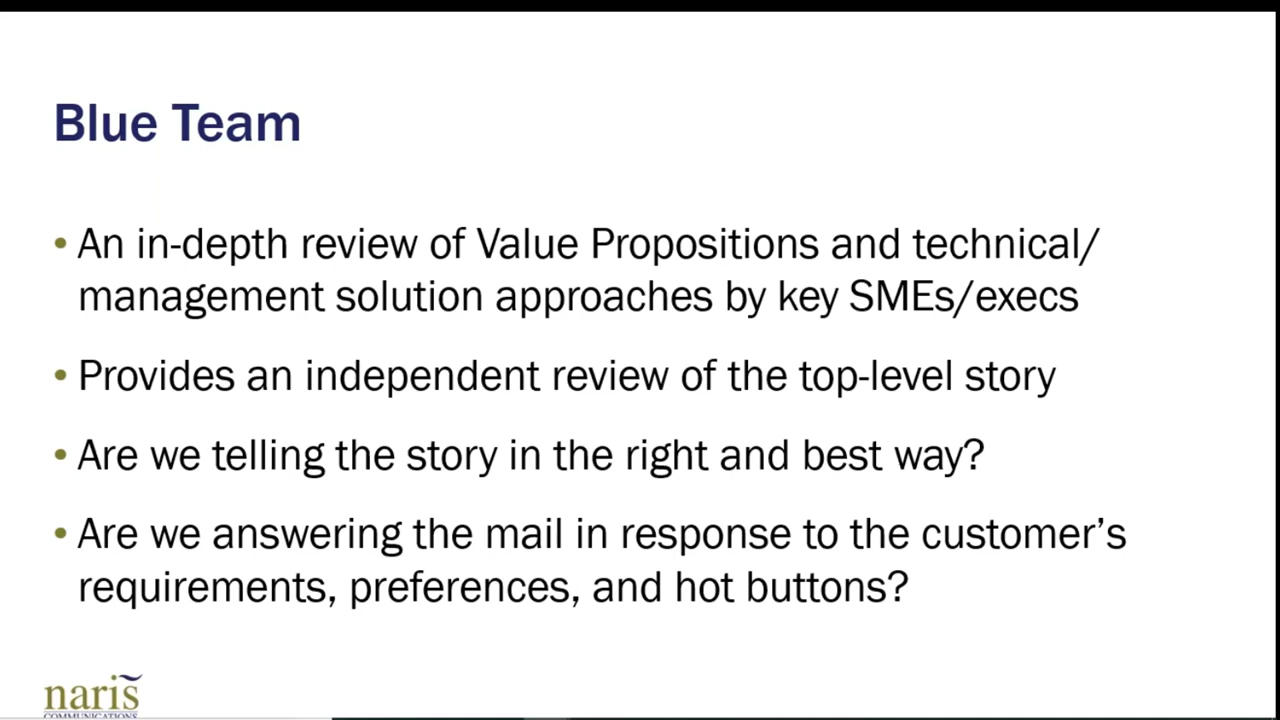 Blue Team
• An in-depth review of Value Propositions and technical/
management solution approaches by key SMEs/execs
• Provides an independent review of the top-level story
• Are we telling the story in the right and best way?
• Are we answering the mail in response to the customer’s
requirements, preferences, and hot buttons?
naris
COMMUNICATIONS